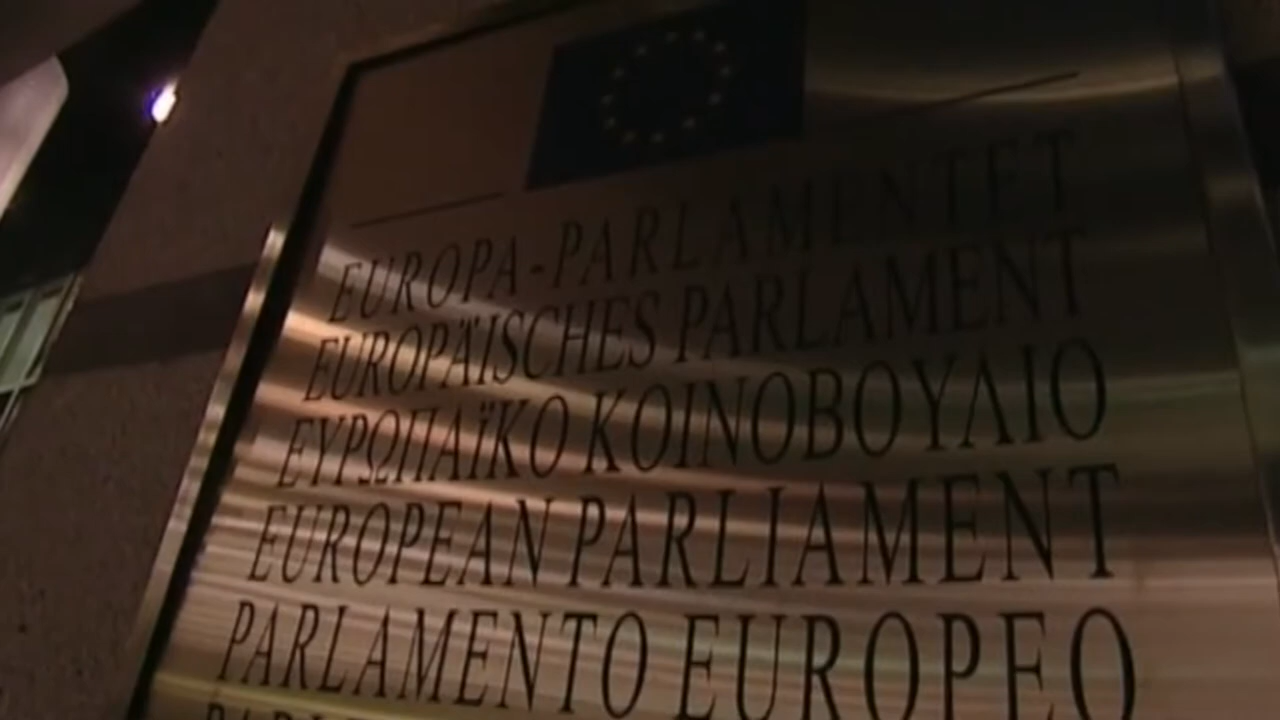 EUROPA-PARLAMENTET
EUROPÄISCHES PARLAMENT
ΕΥΡΩΠΑΪΚΟ ΚΟΙΝΟΒΟΥΛΙΟ
EUROPEAN PARLIAMENT
PARLAMENTO EUROPEO